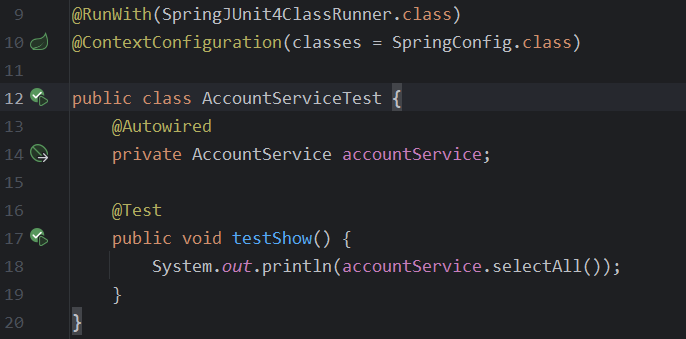 9 @RunWith(SpringJUnit4ClassRunner.class)
10 @ContextConfiguration(classes = SpringConfig.class)
11
12 public class AccountServiceTest {
13     @Autowired
14     private AccountService accountService;
15
16     @Test
17     public void testShow() {
18         System.out.println(accountService.selectAll());
19     }
20 }